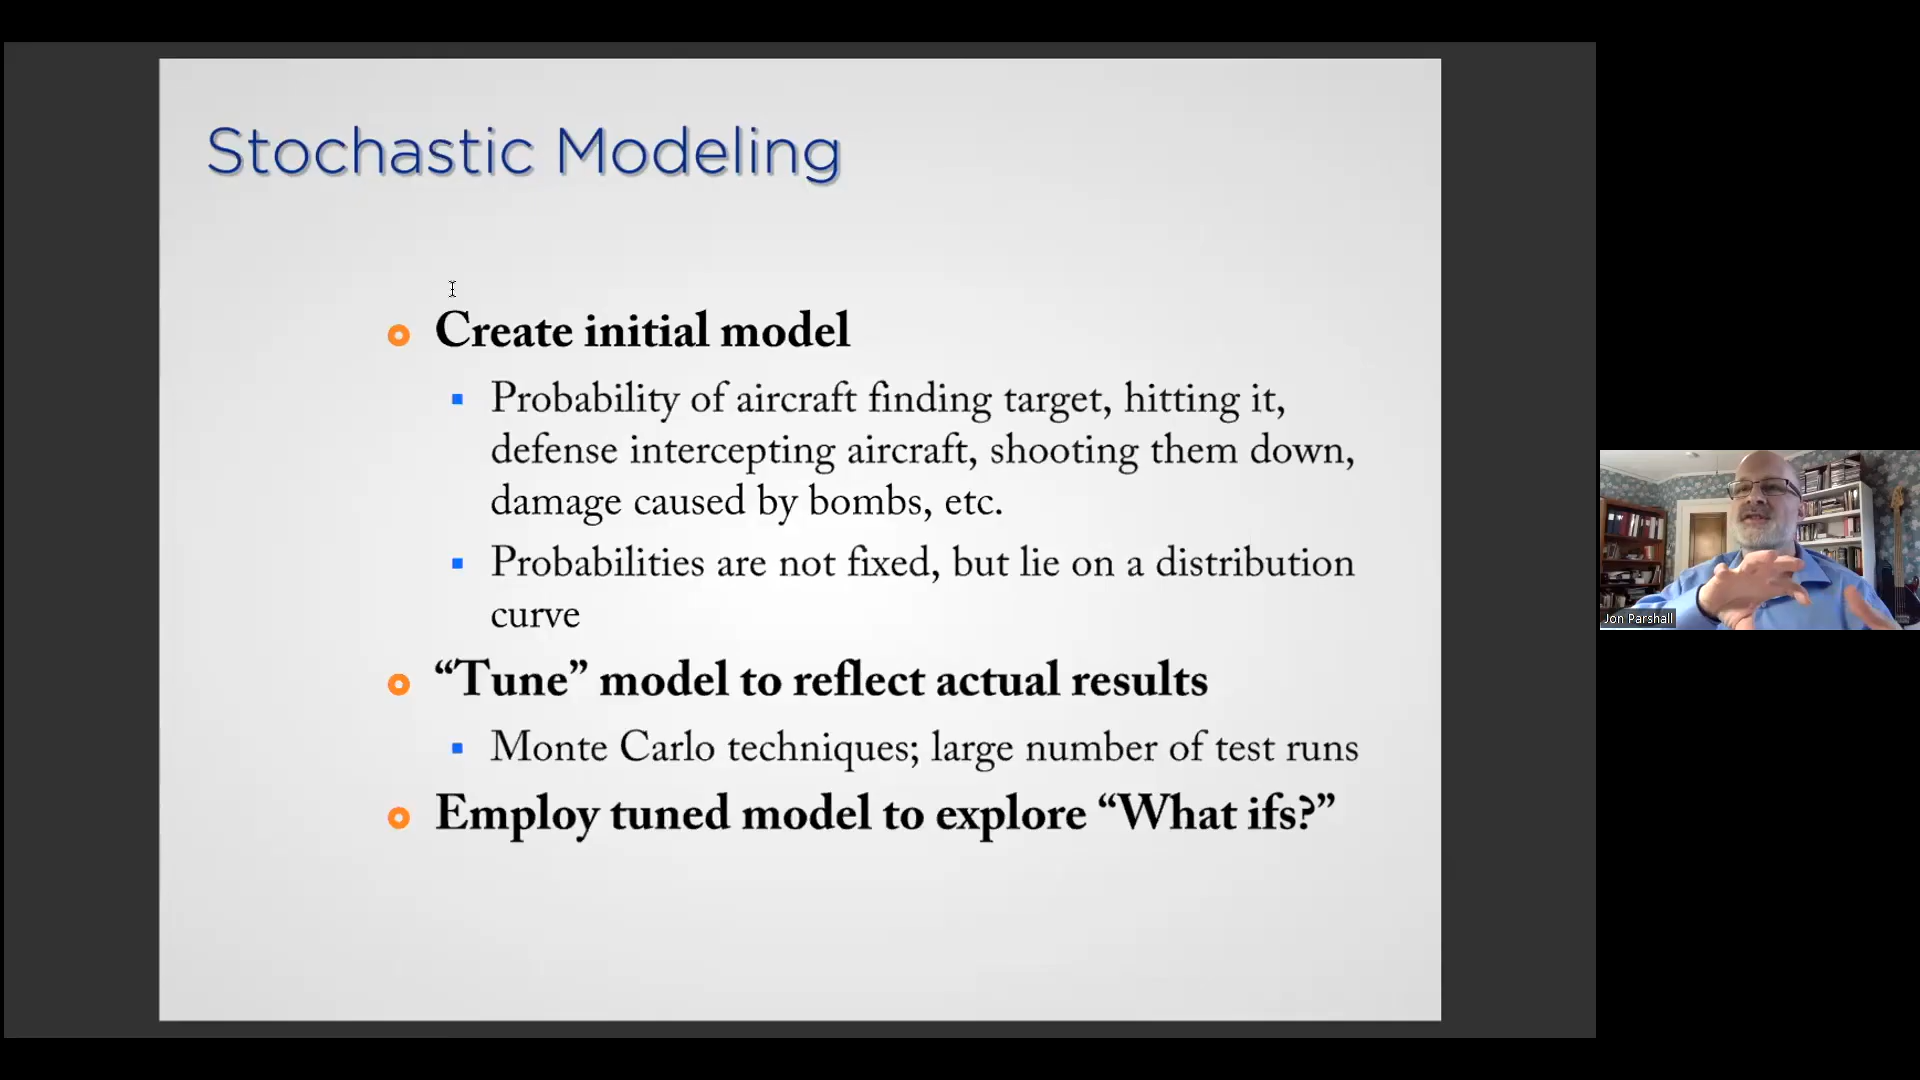 Stochastic Modeling
Create initial model
Probability of aircraft finding target, hitting it,
defense intercepting aircraft, shooting them down,
damage caused by bombs, etc.
Probabilities are not fixed, but lie on a distribution
curve
“Tune” model to reflect actual results
Monte Carlo techniques; large number of test runs
Employ tuned model to explore “What ifs?”
Jon Parshall